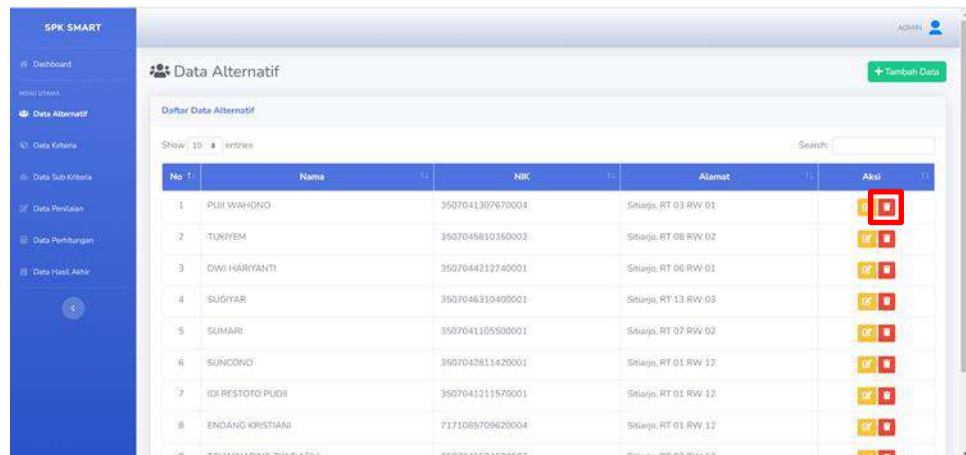 SPK SMART
ADMIN
Dashboard
Data Alternatif
+ Tambah Data
MENU UTAMA
Data Alternatif
Daftar Data Alternatif
Data Kriteria
Show 10 entries
Search:
Data Sub Kriteria
No Nama NIK Alamat Aksi
Data Penilaian
1 PUJI WAHONO 3507041307670004 Sitiarjo, RT 03 RW 01
Data Perhitungan
2 TUKIYEM 3507045810350002 Sitiarjo, RT 08 RW 02
Data Hasil Akhir
3 DWI HARIYANTI 3507044212740001 Sitiarjo, RT 06 RW 01
4 SUGIYAR 3507046310400001 Sitiarjo, RT 13 RW 03
5 SUMARI 3507041105500001 Sitiarjo, RT 07 RW 02
6 SUNCONO 3507042811420001 Sitiarjo, RT 01 RW 12
7 IDI RESTOTO PUDJI 3507041211570001 Sitiarjo, RT 01 RW 12
8 ENDANG KRISTIANI 7171085709620004 Sitiarjo, RT 01 RW 12